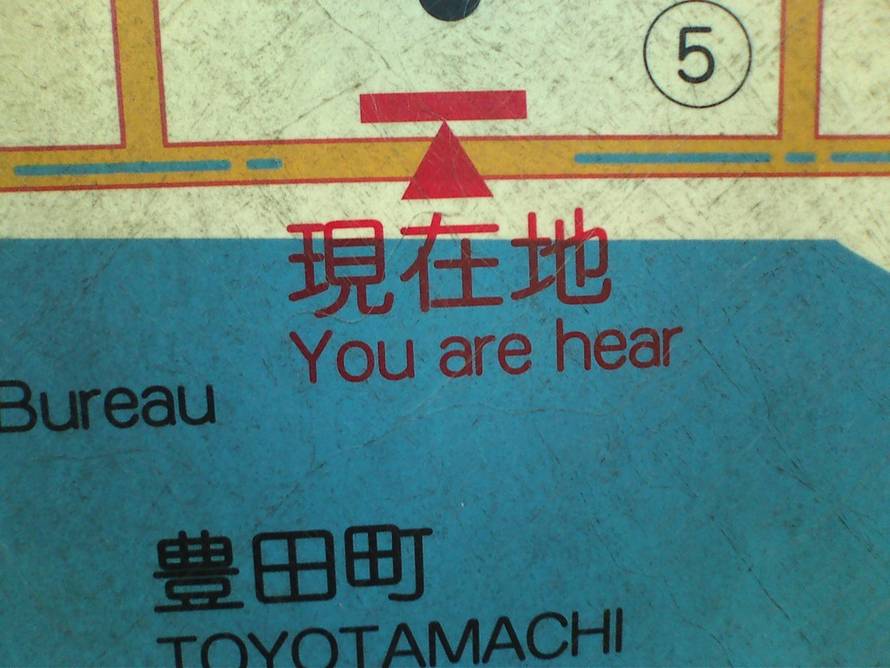 5
現在地
You are hear
Bureau
豊田町
TOYOTAMACHI